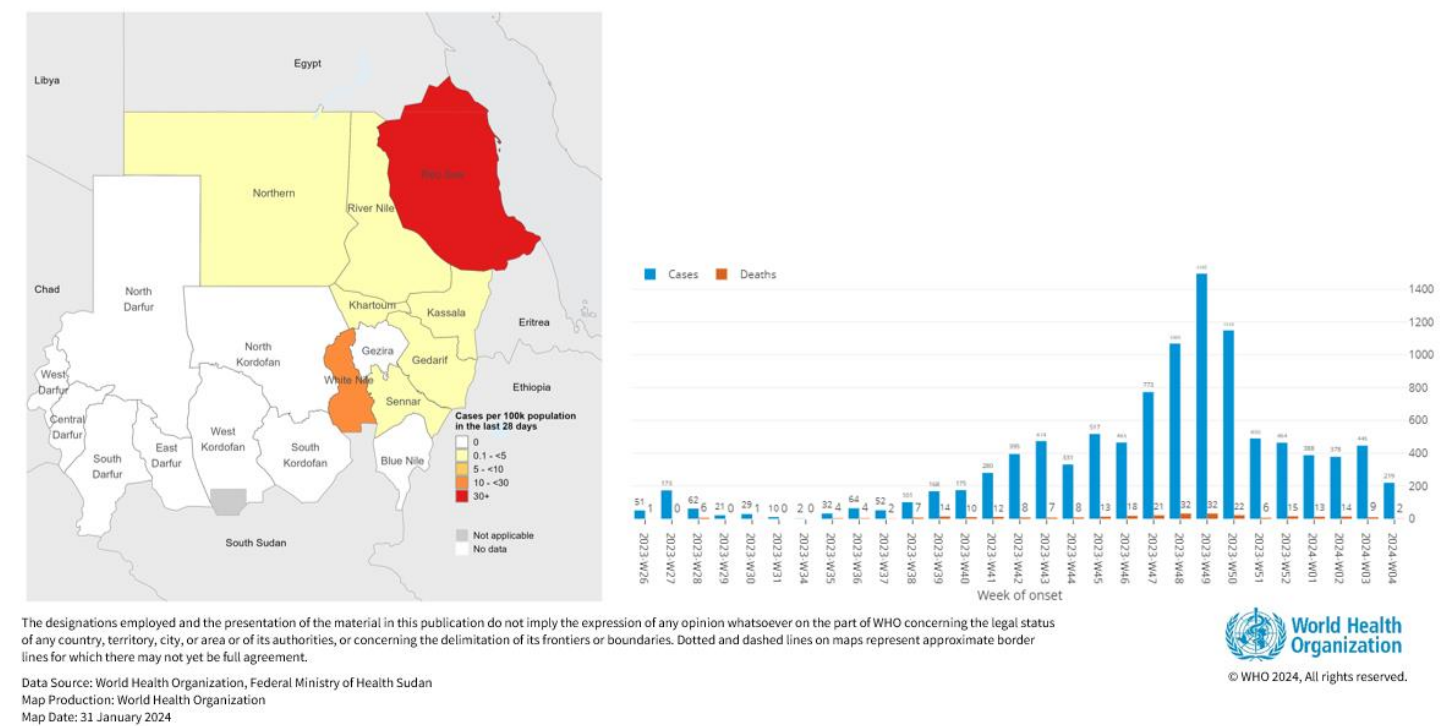 Egypt
Libya
Red Sea
Northern
River Nile
Chad
North
Darfur
Khartoum
Kassala
Eritrea
North
Kordofan
Gezira
Gedarif
West
Darfur
White Nile
Ethiopia
Sennar
Central
Darfur
West
Kordofan
East
Darfur
South
Kordofan
South
Darfur
Blue Nile
South Sudan
Cases per 100k population
in the last 28 days
0
0.1 - <5
5 - <10
10 - <30
30+
Not applicable
No data
Cases Deaths
1400
1200
1000
800
600
400
200
0
51 1 0 62 6 21 0 29 1 10 0 2 0 32 4 64 4 52 2 7 168 14 175 10 280 12 395 8 7 331 8 517 13 18 773 21 32 32 22 6 15 13 14 9 2
2023-W26 2023-W27 2023-W28 2023-W29 2023-W30 2023-W31 2023-W34 2023-W35 2023-W36 2023-W37 2023-W38 2023-W39 2023-W40 2023-W41 2023-W42 2023-W43 2023-W44 2023-W45 2023-W46 2023-W47 2023-W48 2023-W49 2023-W50 2023-W51 2023-W52 2024-W01 2024-W02 2024-W03 2024-W04
Week of onset
The designations employed and the presentation of the material in this publication do not imply the expression of any opinion whatsoever on the part of WHO concerning the legal status
of any country, territory, city, or area or of its authorities, or concerning the delimitation of its frontiers or boundaries. Dotted and dashed lines on maps represent approximate border
lines for which there may not yet be full agreement.
Data Source: World Health Organization, Federal Ministry of Health Sudan
Map Production: World Health Organization
Map Date: 31 January 2024
World Health
Organization
© WHO 2024, All rights reserved.